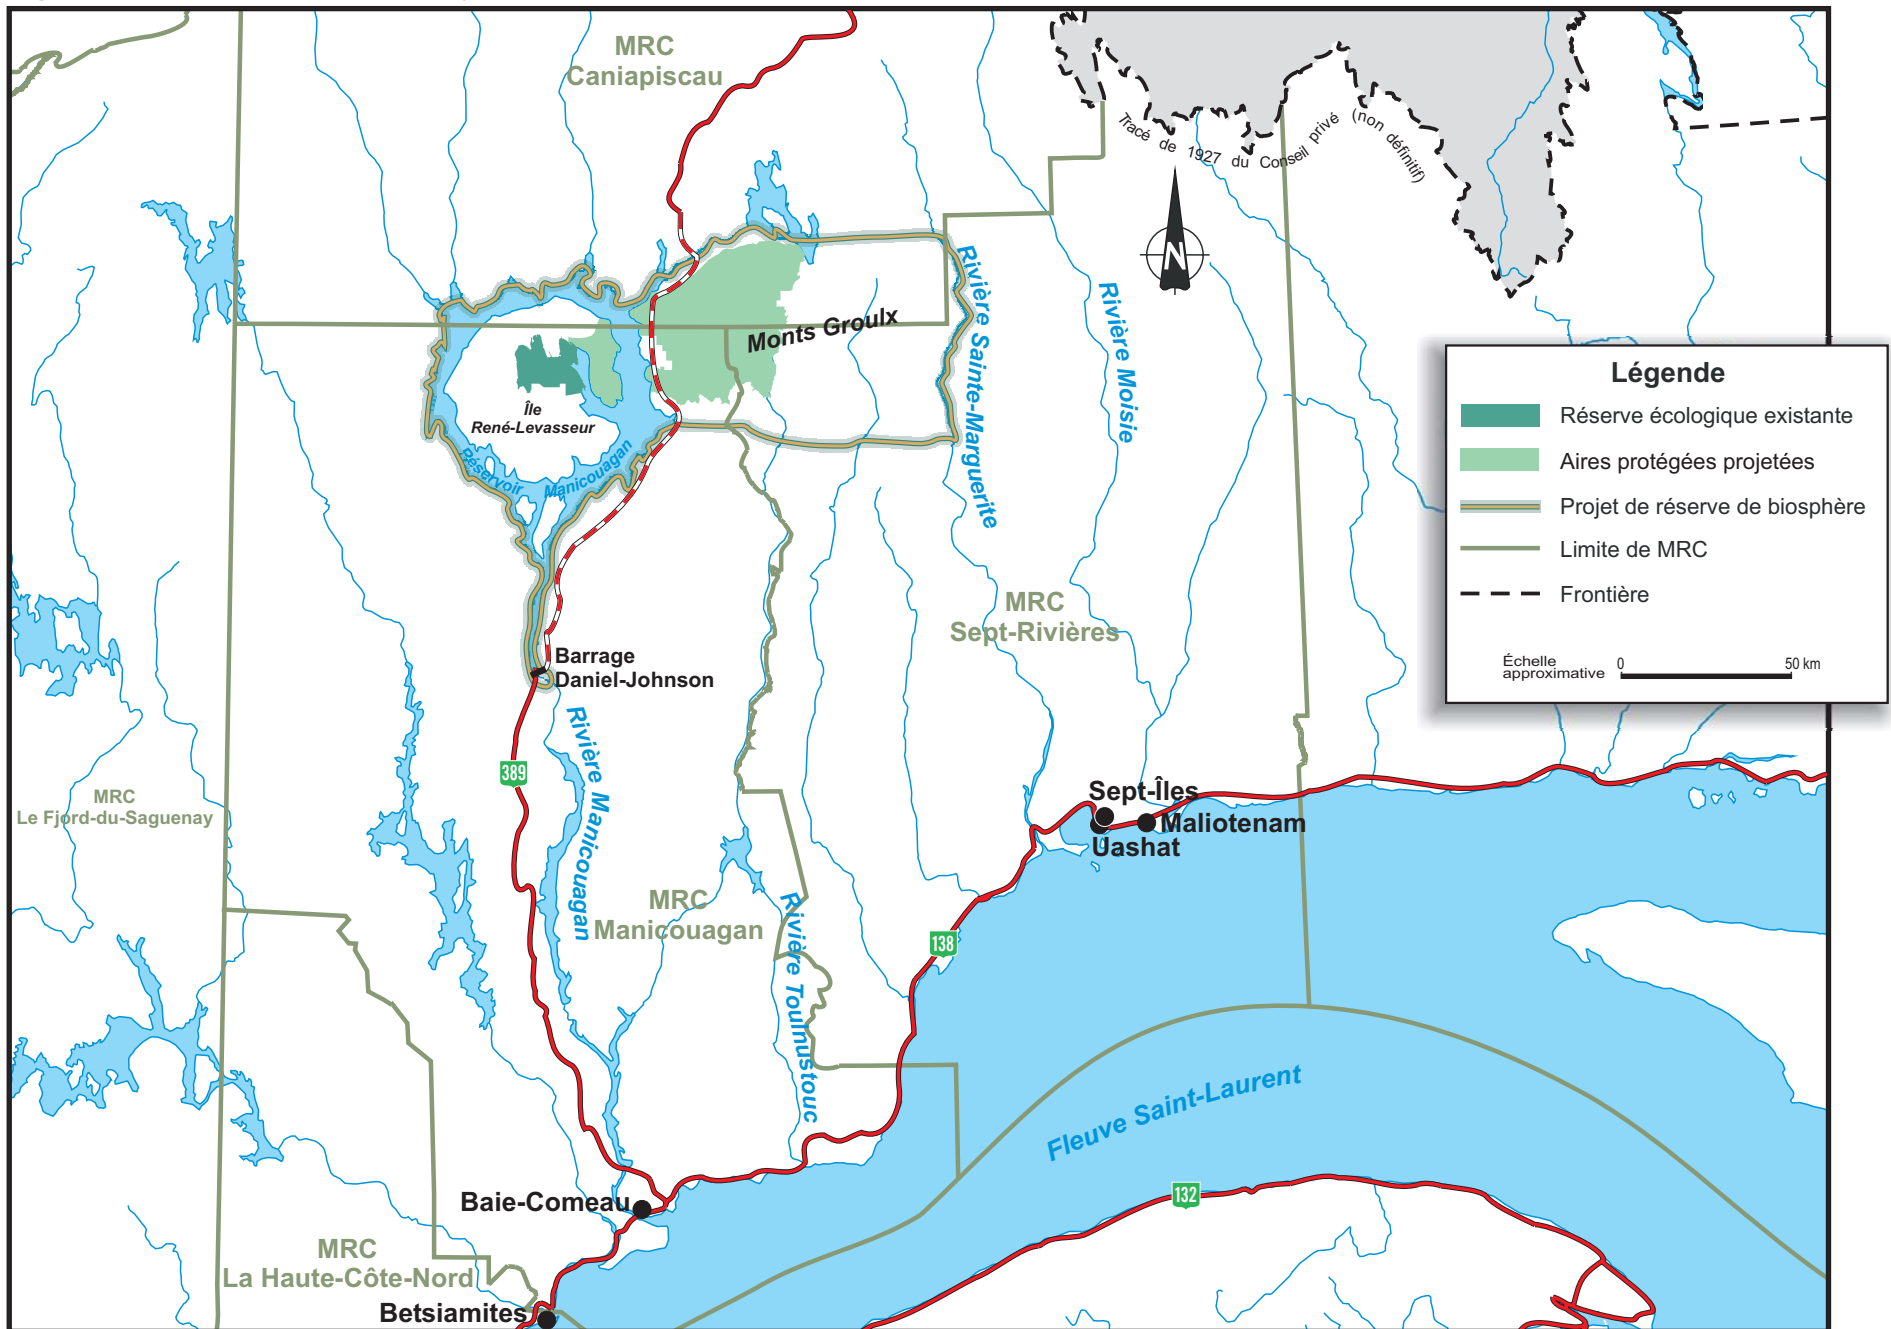 MRC
Caniapiscau
Tracé de 1927 du Conseil privé (non définitif)
N
Monts Groulx
Rivière Sainte-Marguerite
Rivière Moisie
Île
René-Levasseur
Réservoir Manicouagan
Légende
Réserve écologique existante
Aires protégées projetées
Projet de réserve de biosphère
Limite de MRC
Frontière
Échelle
approximative
0 50 km
MRC
Sept-Rivières
Barrage
Daniel-Johnson
Rivière Manicouagan
389
MRC
Le Fjord-du-Saguenay
Sept-Îles
Maliotenam
Uashat
MRC
Manicouagan
Rivière Toulnustouc
138
Fleuve Saint-Laurent
132
Baie-Comeau
MRC
La Haute-Côte-Nord
Betsiamites